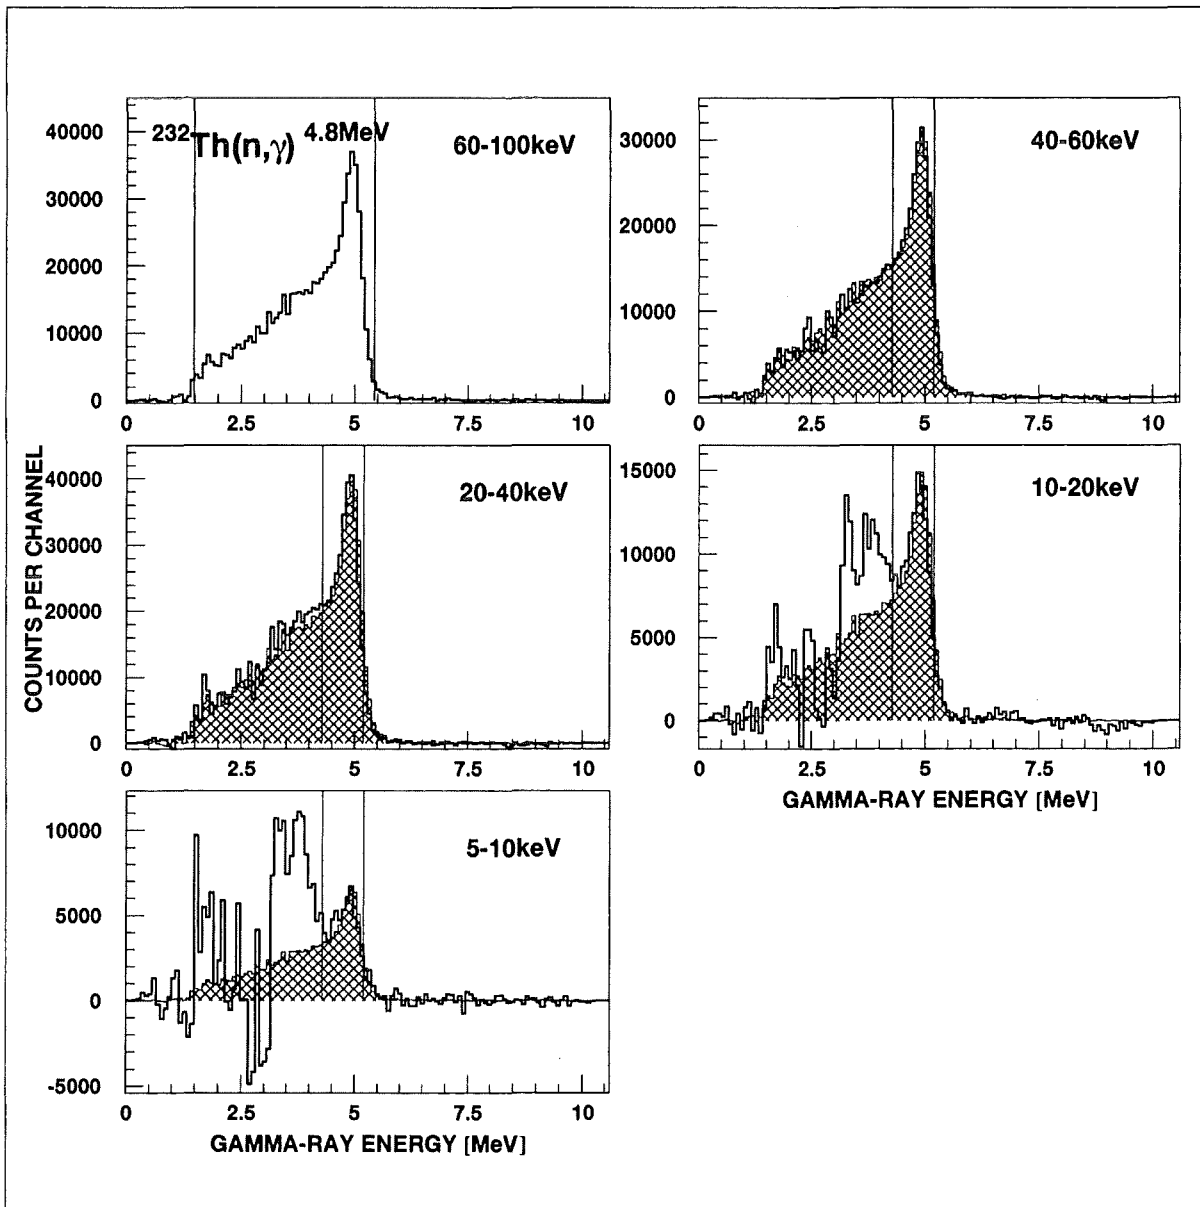 40000
30000
20000
10000
0
0 2.5 5 7.5 10
232Th(n,γ) 4.8MeV
60-100keV
30000
20000
10000
0
0 2.5 5 7.5 10
40-60keV
COUNTS PER CHANNEL
40000
30000
20000
10000
0
0 2.5 5 7.5 10
20-40keV
15000
10000
5000
0
0 2.5 5 7.5 10
10-20keV
GAMMA-RAY ENERGY [MeV]
10000
5000
0
-5000
0 2.5 5 7.5 10
5-10keV
GAMMA-RAY ENERGY [MeV]